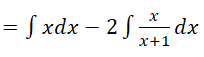 = ∫ xdx − 2 ∫ x/(x+1) dx